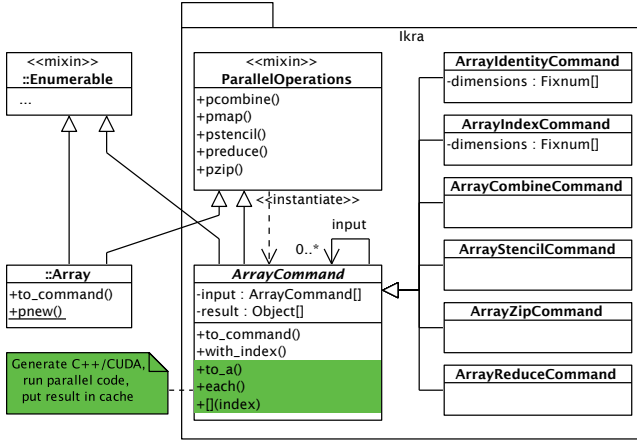 Ikra
<<mixin>>
::Enumerable
...
<<mixin>>
ParallelOperations
+pcombine()
+pmap()
+pstencil()
+preduce()
+pzip()
<<instantiate>>
input
0..*
::Array
+to_command()
+pnew()
ArrayCommand
-input : ArrayCommand[]
-result : Object[]
+to_command()
+with_index()
+to_a()
+each()
+[](index)
Generate C++/CUDA,
run parallel code,
put result in cache
ArrayIdentityCommand
-dimensions : Fixnum[]
ArrayIndexCommand
-dimensions : Fixnum[]
ArrayCombineCommand
ArrayStencilCommand
ArrayZipCommand
ArrayReduceCommand